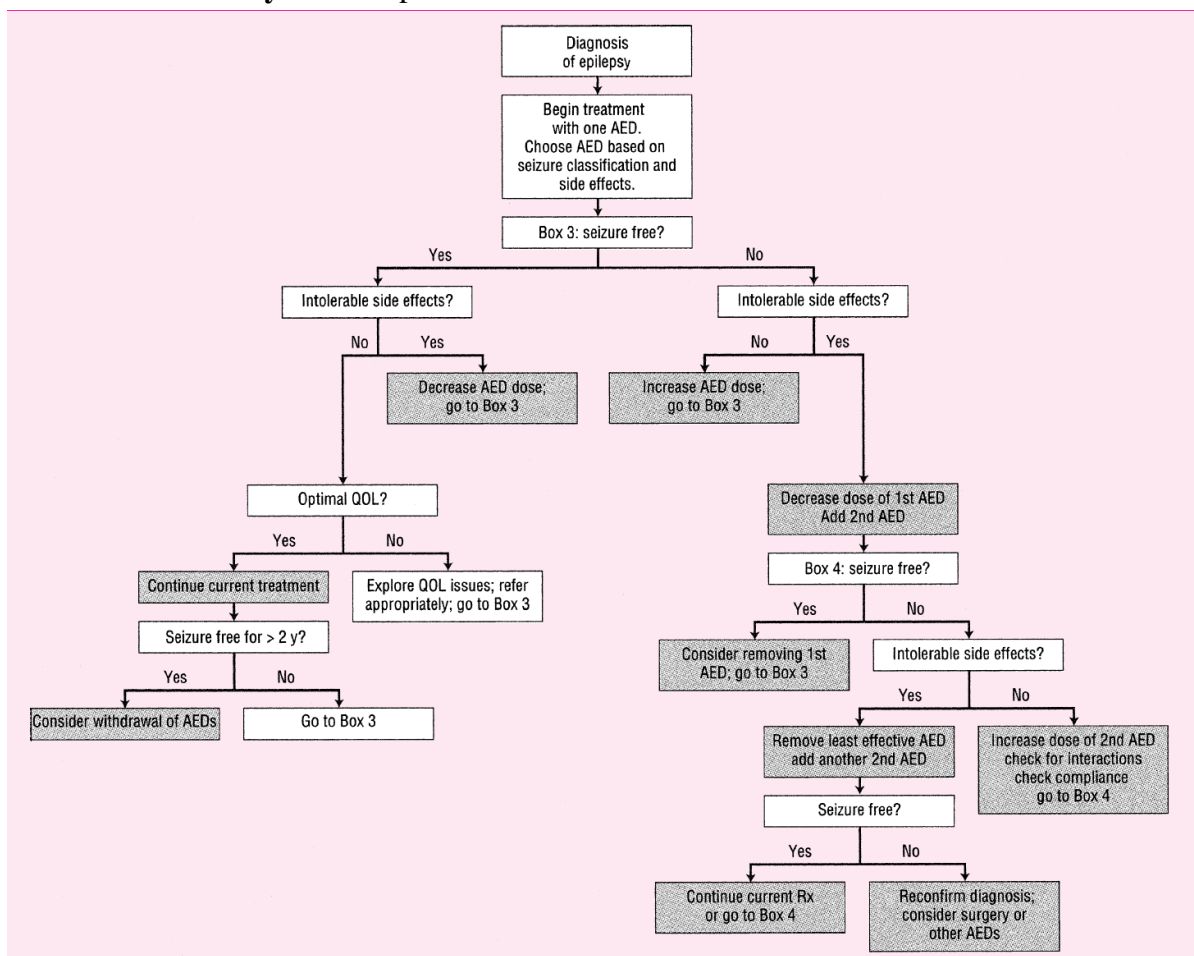 Diagnosis
of epilepsy
Begin treatment
with one AED.
Choose AED based on
seizure classification and
side effects.
Box 3: seizure free?
Yes
No
Intolerable side effects?
Intolerable side effects?
No
Yes
No
Yes
Decrease AED dose;
go to Box 3
Increase AED dose;
go to Box 3
Optimal QOL?
Decrease dose of 1st AED
Add 2nd AED
Yes
No
Box 4: seizure free?
Continue current treatment
Explore QOL issues; refer
appropriately; go to Box 3
Yes
No
Seizure free for > 2 y?
Consider removing 1st
AED; go to Box 3
Intolerable side effects?
Yes
No
Yes
No
Consider withdrawal of AEDs
Go to Box 3
Remove least effective AED
add another 2nd AED
Increase dose of 2nd AED
check for interactions
check compliance
go to Box 4
Seizure free?
Yes
No
Continue current Rx
or go to Box 4
Reconfirm diagnosis;
consider surgery or
other AEDs